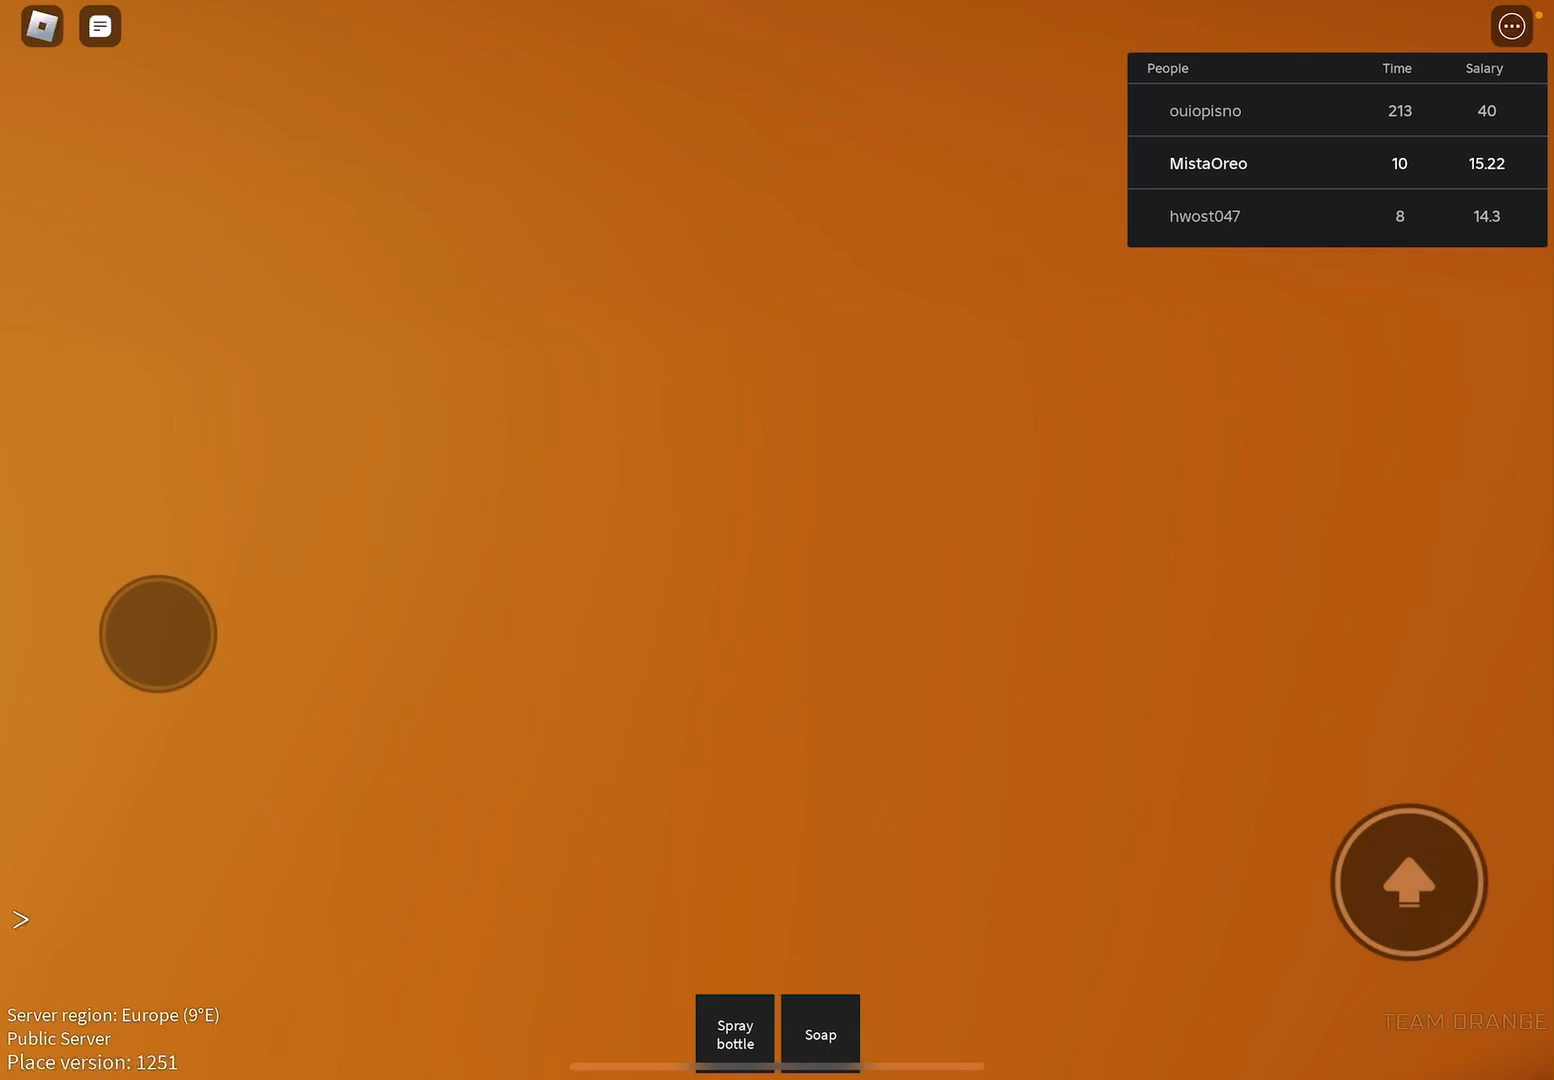 People Time Salary
ouiopisno 213 40
MistaOreo 10 15.22
hwost047 8 14.3
>
Server region: Europe (9°E)
Public Server
Place version: 1251
Spray
bottle
Soap
TEAM ORANGE